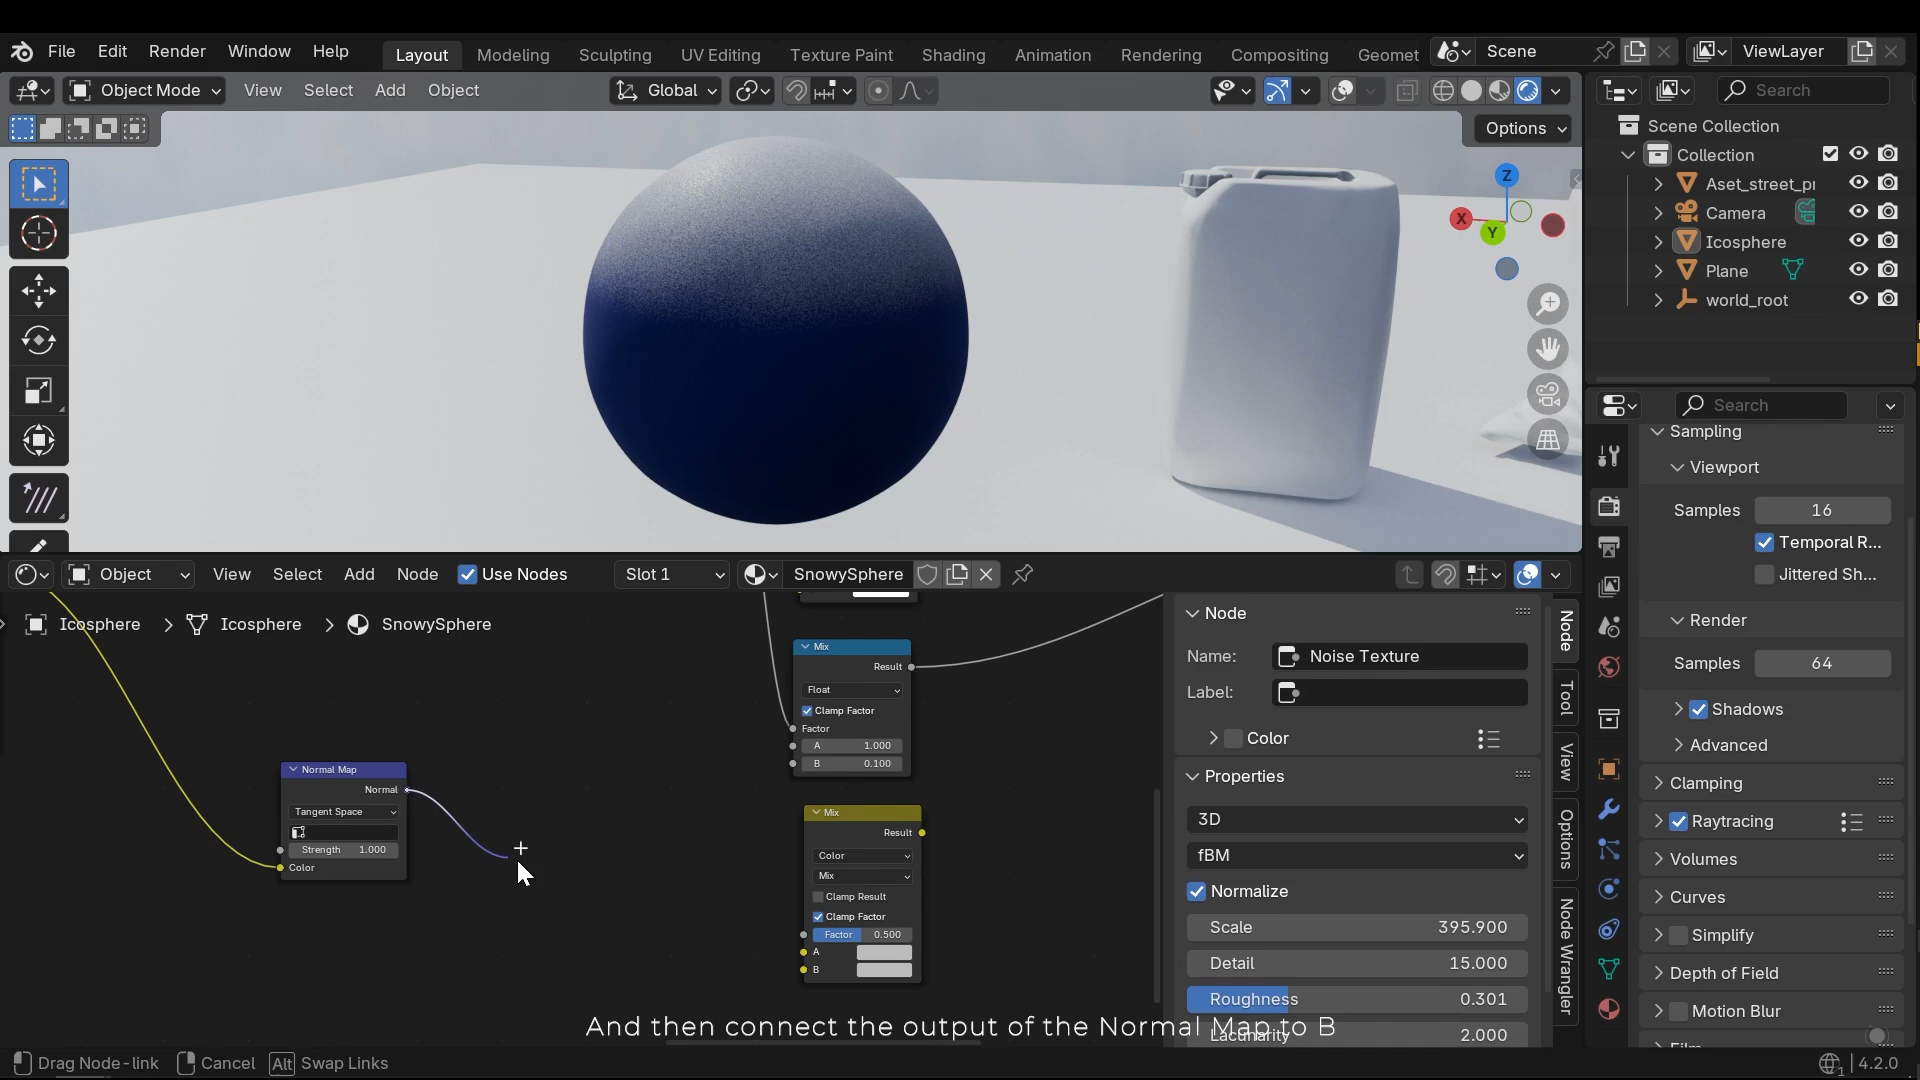 File Edit Render Window Help Layout Modeling Sculpting UV Editing Texture Paint Shading Animation Rendering Compositing Geomet Scene ViewLayer
Object Mode View Select Add Object Global Search
Options
Scene Collection
Collection
Aset_street_pr
Camera
Icosphere
Plane
world_root
Z
X
Y
Search
Sampling
Viewport
Samples 16
Temporal R...
Jittered Sh...
Render
Samples 64
Shadows
Advanced
Clamping
Raytracing
Volumes
Curves
Simplify
Depth of Field
Motion Blur
Object View Select Add Node Use Nodes Slot 1 SnowySphere
Icosphere Icosphere SnowySphere
Normal Map
Normal
Tangent Space
Strength 1.000
Color
Mix
Result
Float
Clamp Factor
Factor
A 1.000
B 0.100
Mix
Result
Color
Mix
Clamp Result
Clamp Factor
Factor 0.500
A
B
Node
Name: Noise Texture
Label:
Color
Properties
3D
fBM
Normalize
Scale 395.900
Detail 15.000
Roughness 0.301
Lacunarity 2.000
Node
Tool
View
Options
Node Wrangler
And then connect the output of the Normal Map to B
Drag Node-link Cancel Alt Swap Links
4.2.0